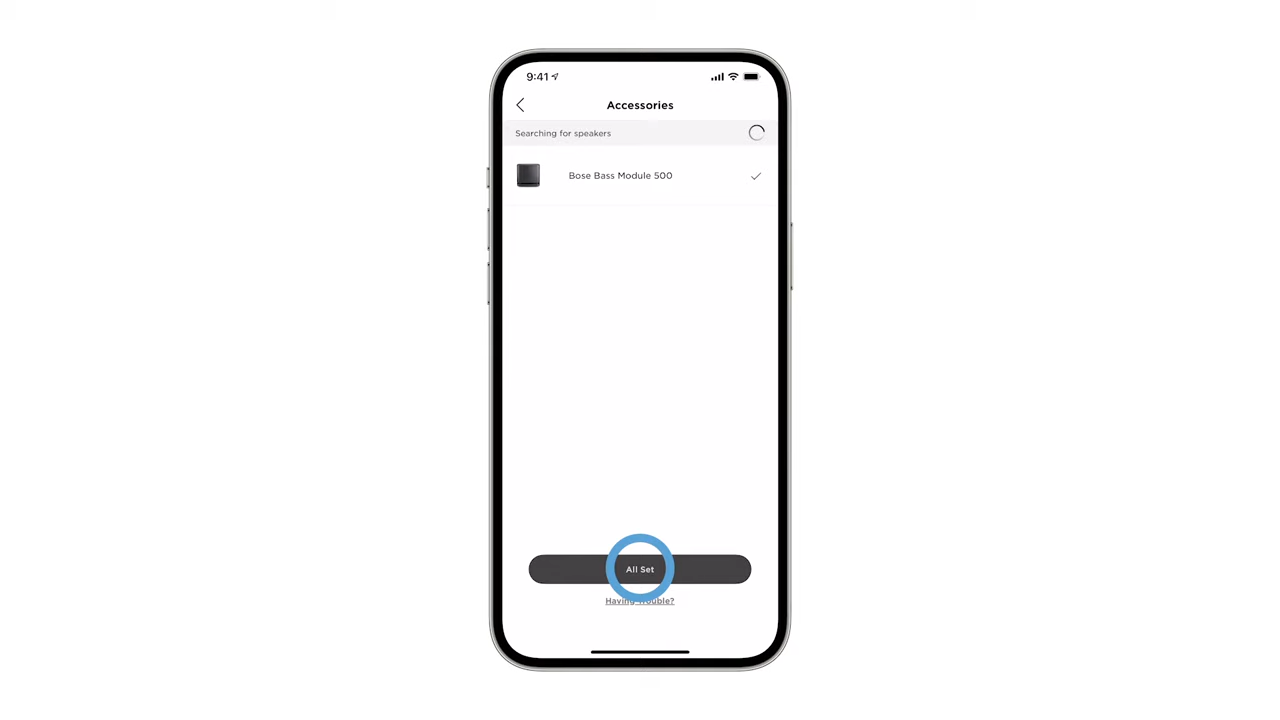 9:41
Accessories
Searching for speakers
Bose Bass Module 500
All Set
Having Trouble?